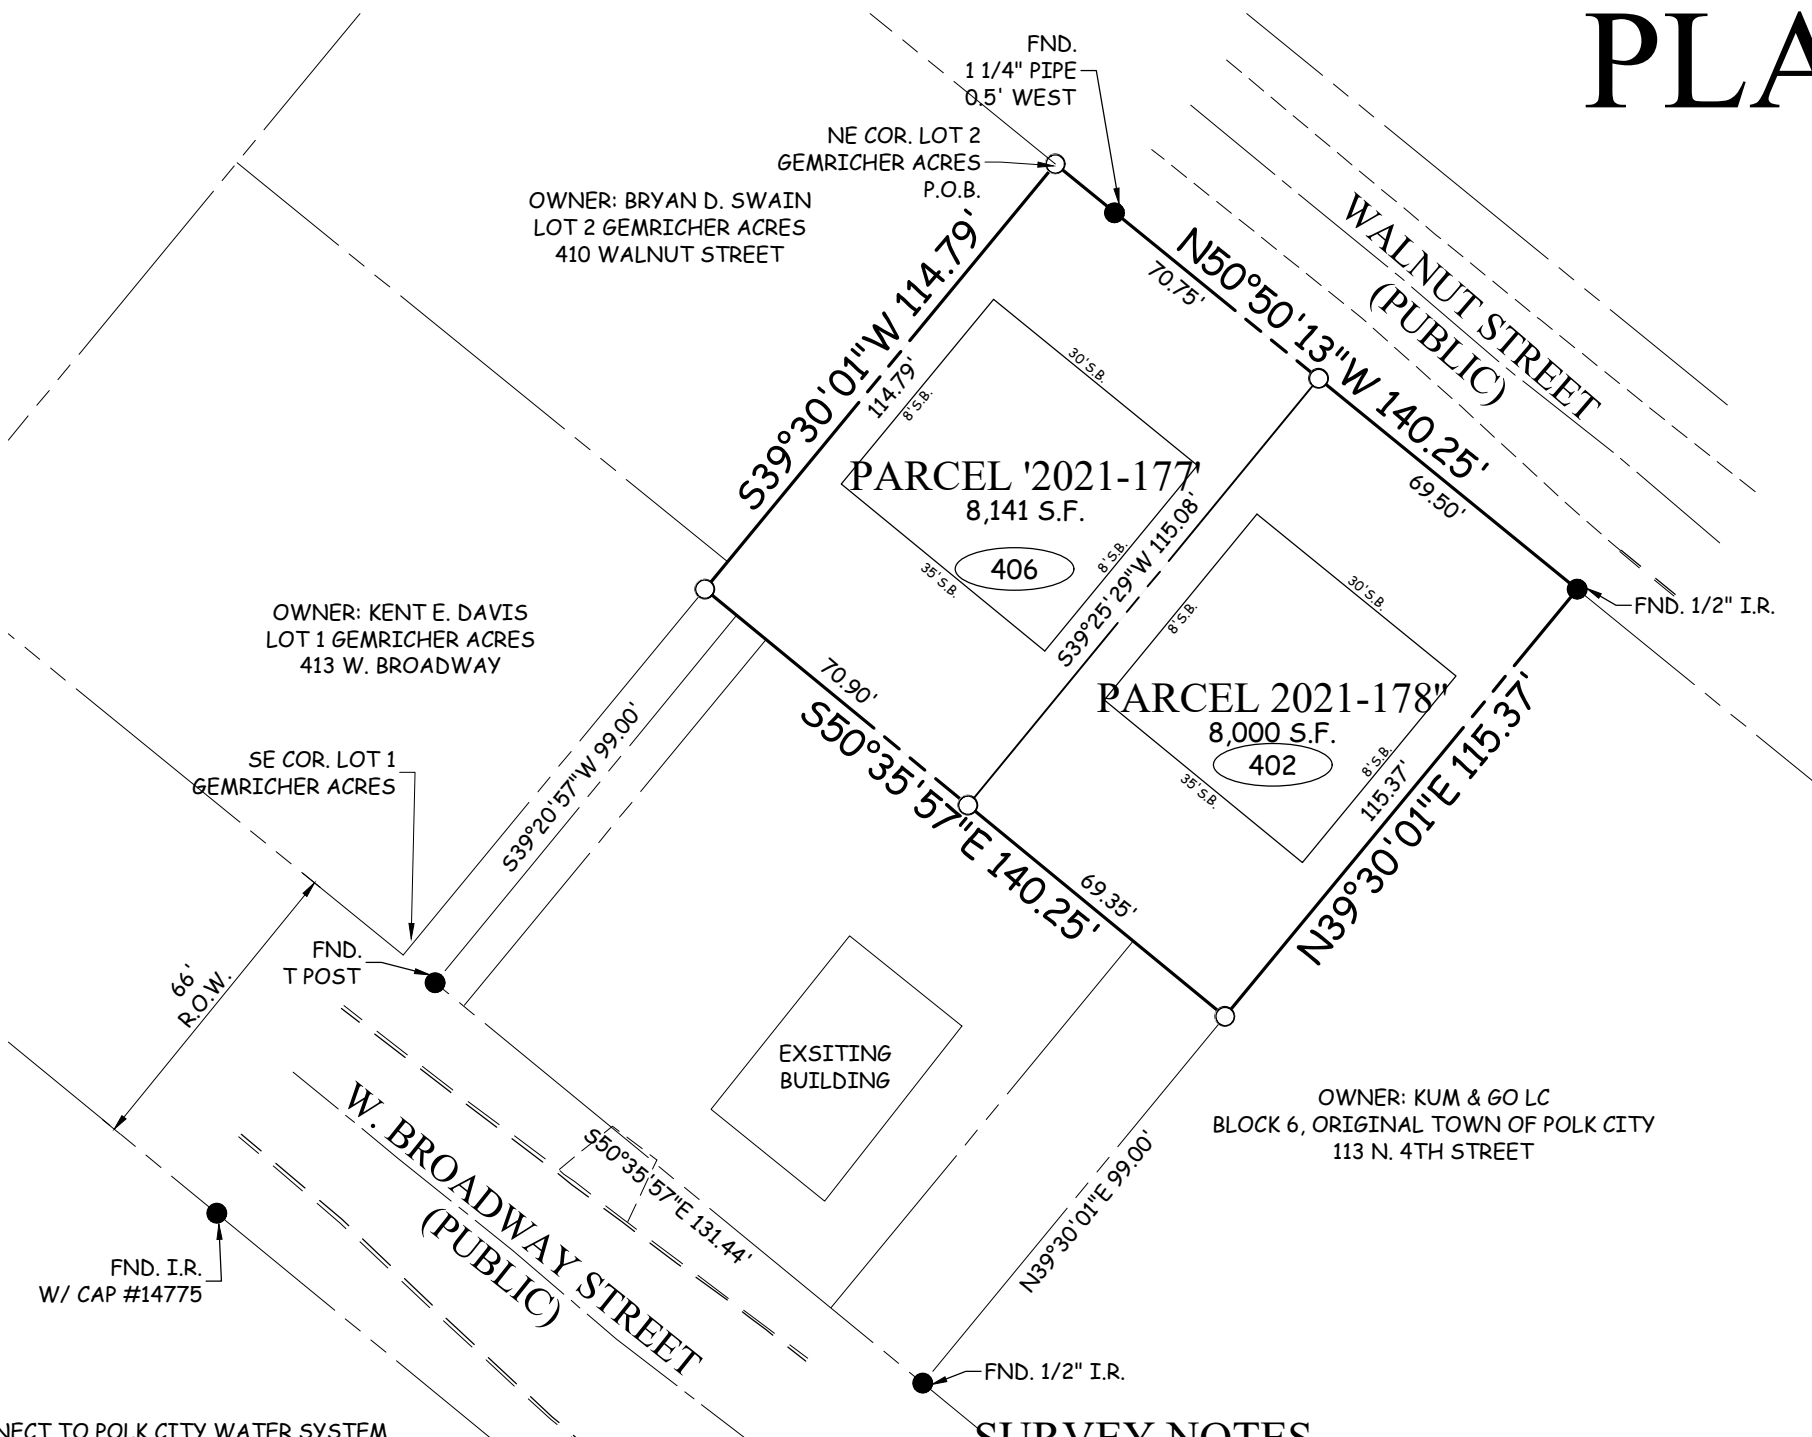 PLA
FND.
1 1/4" PIPE
0.5' WEST
NE COR. LOT 2
GEMRICHER ACRES
P.O.B.
OWNER: BRYAN D. SWAIN
LOT 2 GEMRICHER ACRES
410 WALNUT STREET
WALNUT STREET
(PUBLIC)
N50°50'13"W 140.25'
70.75'
69.50'
S39°30'01"W 114.79'
114.79'
8'S.B.
30'S.B.
PARCEL '2021-177'
8,141 S.F.
406
35'S.B.
8'S.B.
S39°25'29"W 115.08'
FND. 1/2" I.R.
30'S.B.
8'S.B.
PARCEL 2021-178"
8,000 S.F.
402
35'S.B.
8'S.B.
115.37'
N39°30'01"E 115.37'
OWNER: KENT E. DAVIS
LOT 1 GEMRICHER ACRES
413 W. BROADWAY
70.90'
S50°35'57"E 140.25'
69.35'
SE COR. LOT 1
GEMRICHER ACRES
S39°20'57"W 99.00'
FND.
T POST
66'
R.O.W.
EXSITING
BUILDING
OWNER: KUM & GO LC
BLOCK 6, ORIGINAL TOWN OF POLK CITY
113 N. 4TH STREET
W. BROADWAY STREET
(PUBLIC)
S50°35'57"E 131.44'
N39°30'01"E 99.00'
FND. I.R.
W/ CAP #14775
FND. 1/2" I.R.
NECT TO POLK CITY WATER SYSTEM
SURVEY NOTES